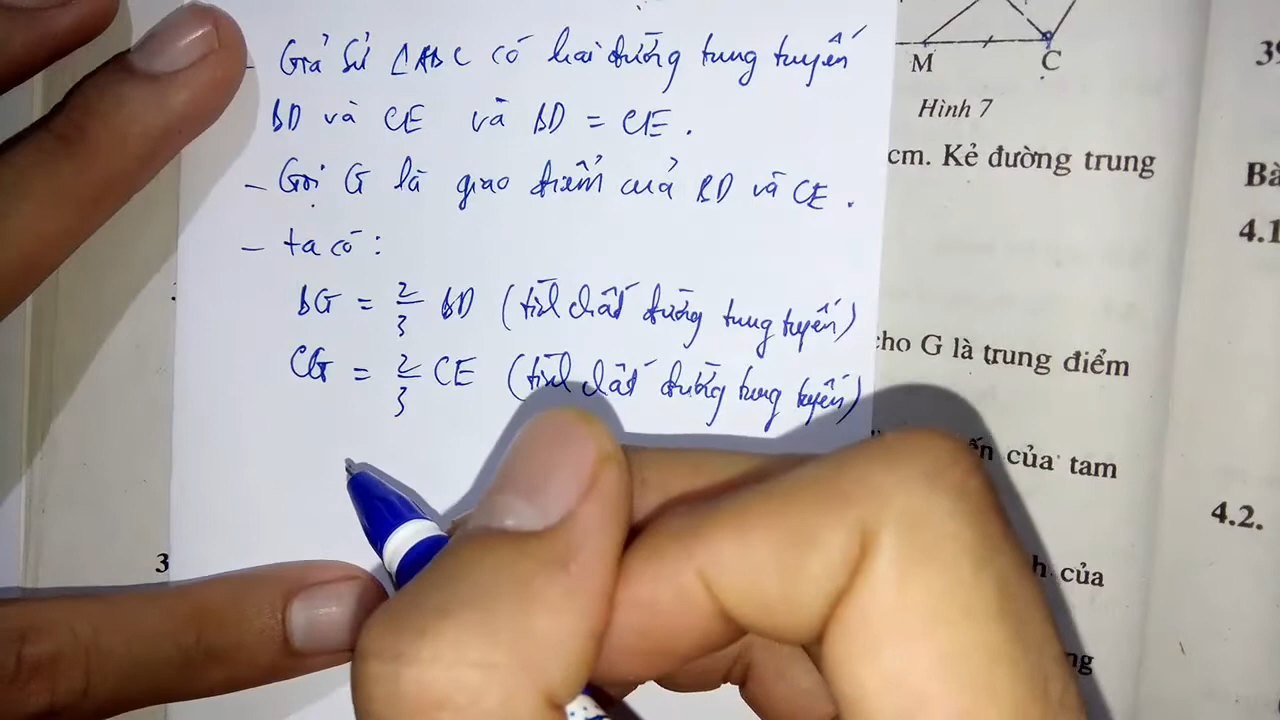 - Giả sử △ABC có hai đường trung tuyến
BD và CE và BD = CE.
- Gọi G là giao điểm của BD và CE.
- ta có:
BG = 2/3 BD (tính chất đường trung tuyến)
CG = 2/3 CE (tính chất đường trung tuyến)
M C
Hình 7
cm. Kẻ đường trung
cho G là trung điểm
của tam
của
3
39
4.1
4.2.